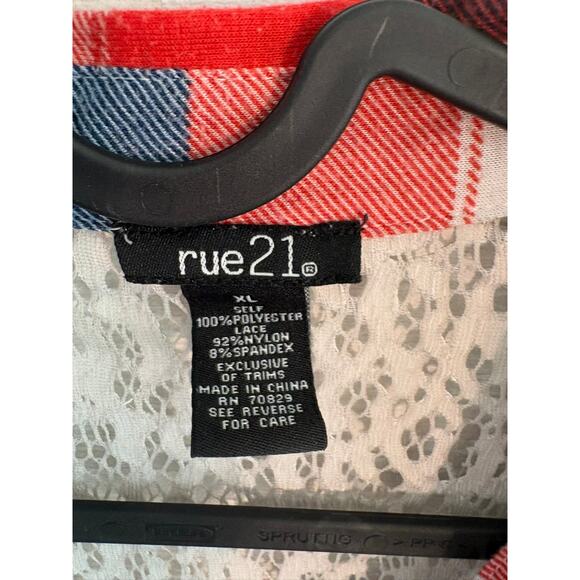 rue21®
XL
SELF
100%POLYESTER
LACE
92%NYLON
8%SPANDEX
EXCLUSIVE
OF TRIMS
MADE IN CHINA
RN 70829
SEE REVERSE
FOR CARE
SPRUTTIG